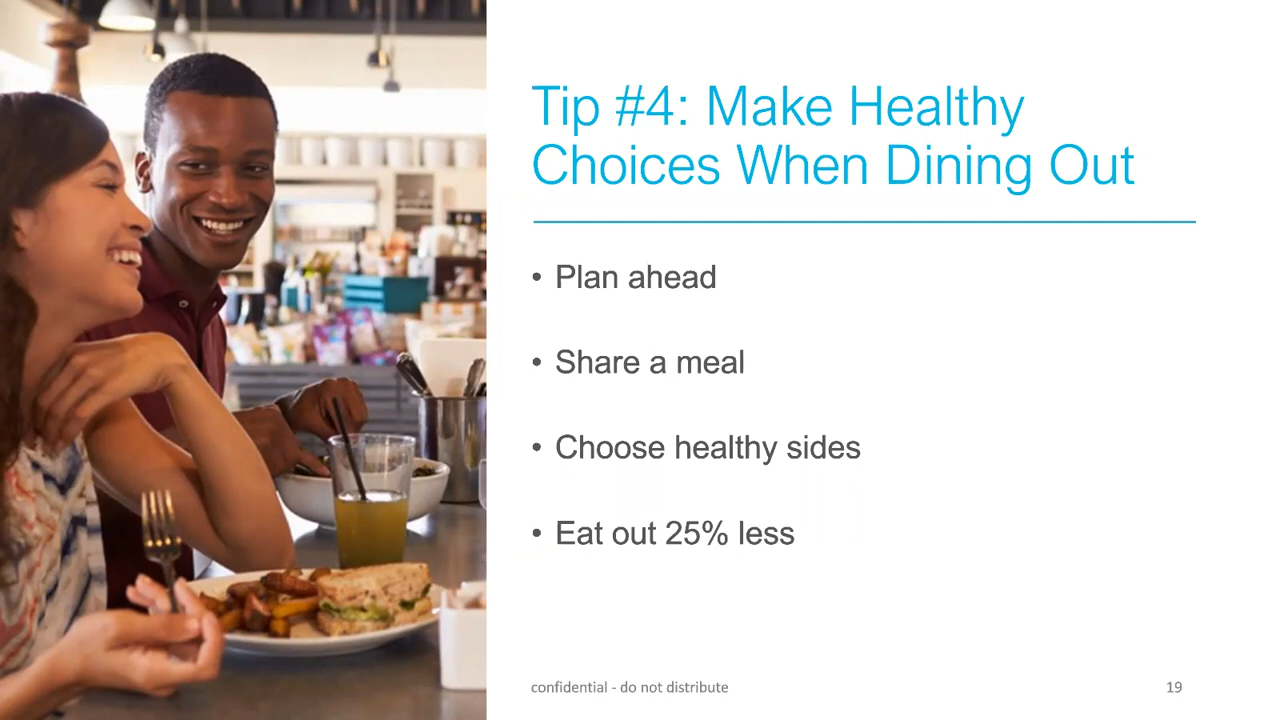 Tip #4: Make Healthy
Choices When Dining Out
• Plan ahead
• Share a meal
• Choose healthy sides
• Eat out 25% less
confidential - do not distribute
19